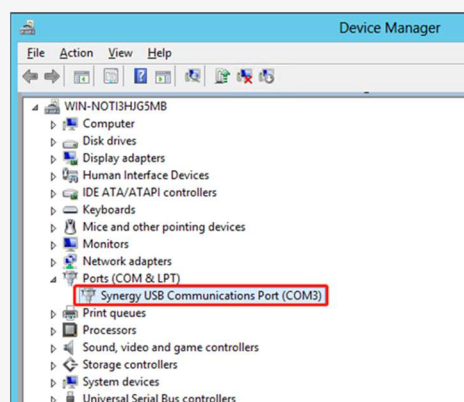 Device Manager
File Action View Help
WIN-NOTI3HJG5MB
Computer
Disk drives
Display adapters
Human Interface Devices
IDE ATA/ATAPI controllers
Keyboards
Mice and other pointing devices
Monitors
Network adapters
Ports (COM & LPT)
Synergy USB Communications Port (COM3)
Print queues
Processors
Sound, video and game controllers
Storage controllers
System devices
Universal Serial Bus controllers